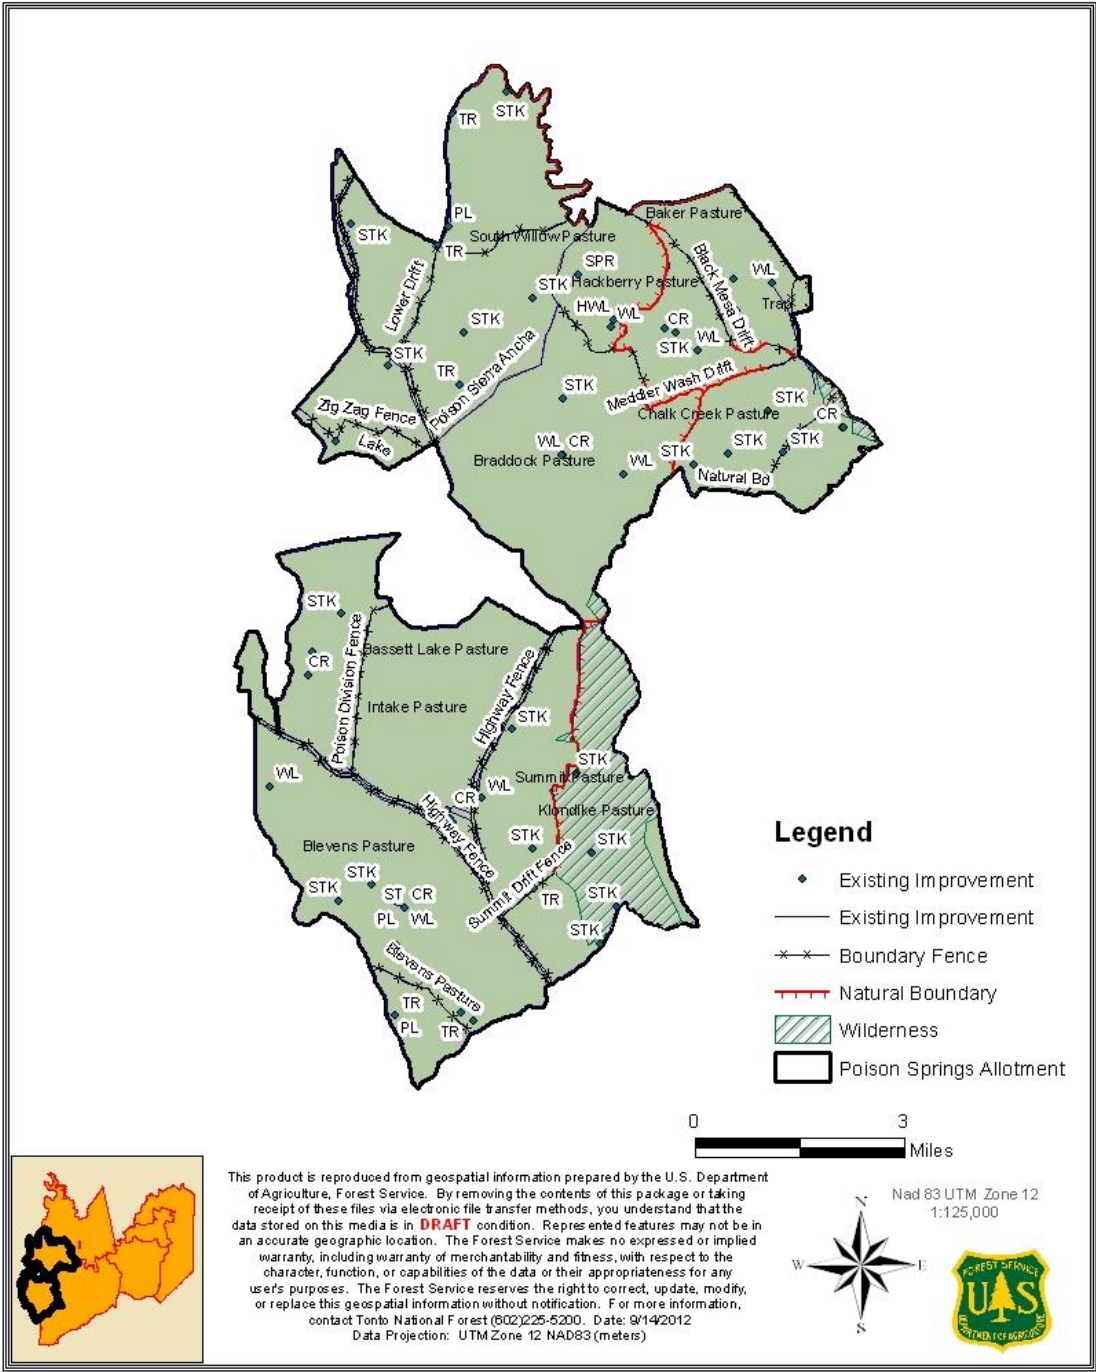 STK
TR
PL
Baker Pasture
South Willow Pasture
STK
TR
SPR
Black Mesa Drift
WL
Hackberry Pasture
STK
Lower Drift
HWL
WL
Trap
CR
STK
WL
STK
STK
Poison Sierra Ancha
TR
STK
Meddler Wash Drift
STK
Zig Zag Fence
Chalk Creek Pasture
CR
Lake
WL CR
STK
STK
STK
Braddock Pasture
WL
Natural Bd
STK
Poison Division Fence
Bassett Lake Pasture
CR
Highway Fence
Intake Pasture
STK
STK
WL
Summit Pasture
CR
WL
Klondike Pasture
Highway Fence
Legend
Blevens Pasture
STK
STK
Summit Drift Fence
STK
STK
ST
CR
TR
STK
PL
WL
STK
Blevens Pasture
TR
PL
TR
Existing Improvement
Existing Improvement
Boundary Fence
Natural Boundary
Wilderness
Poison Springs Allotment
0 3
Miles
This product is reproduced from geospatial information prepared by the U.S. Department
of Agriculture, Forest Service. By removing the contents of this package or taking
receipt of these files via electronic file transfer methods, you understand that the
data stored on this media is in DRAFT condition. Represented features may not be in
an accurate geographic location. The Forest Service makes no expressed or implied
warranty, including warranty of merchantability and fitness, with respect to the
character, function, or capabilities of the data or their appropriateness for any
user's purposes. The Forest Service reserves the right to correct, update, modify,
or replace this geospatial information without notification. For more information,
contact Tonto National Forest (602)225-5200. Date: 9/14/2012
Data Projection: UTM Zone 12 NAD83 (meters)
Nad 83 UTM Zone 12
1:125,000
N
W E
S
FOREST SERVICE
US
DEPARTMENT OF AGRICULTURE